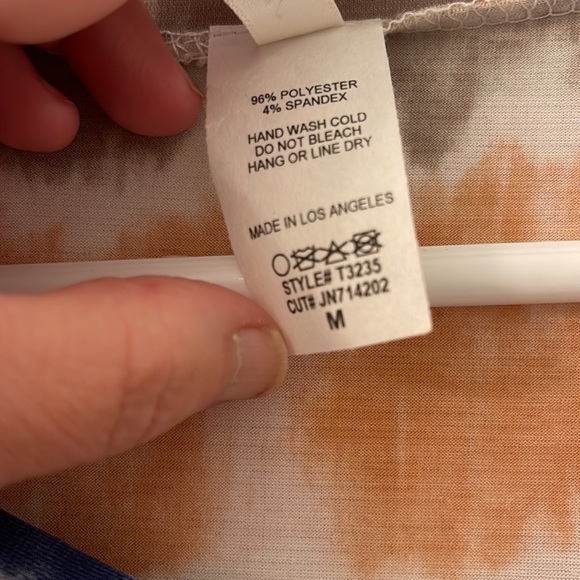 96% POLYESTER
4% SPANDEX
HAND WASH COLD
DO NOT BLEACH
HANG OR LINE DRY
MADE IN LOS ANGELES
STYLE# T3235
CUT# JN714202
M